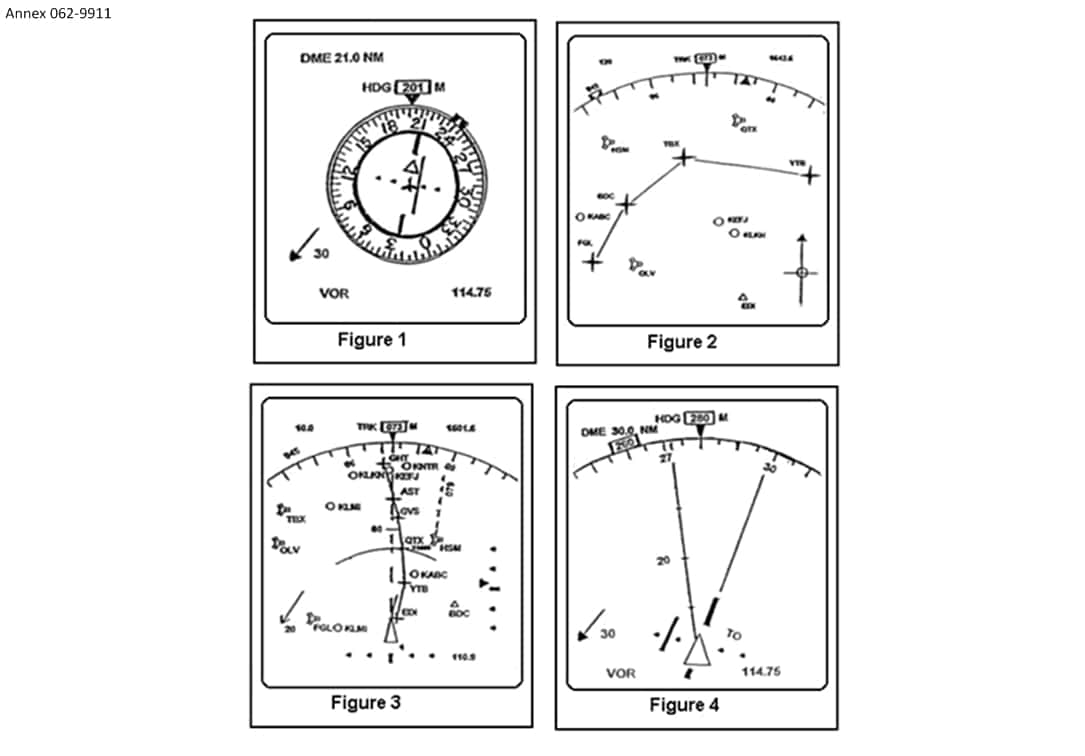 Annex 062-9911
DME 21.0 NM
HDG 201 M
18 21 24
15 27
12 30
9 33
6 3 0
30
VOR 114.75
Figure 1
TRK 073 M
QTX
HSM
TBX
YTB
BDC
KABC
KEFJ
KLKN
FGL
OLV
EDI
Figure 2
10.0 TRK 073 M 1501.6
GHT
KNTR
KLKN KEFJ
AST
GVS
KLMI
TBX
80
QTX
HSM
OLV
KABC
YTB
EDI
BDC
20
FGL KLMI
110.9
Figure 3
HDG 280 M
DME 30.0 NM
260
27 30
20
30
TO
VOR 114.75
Figure 4